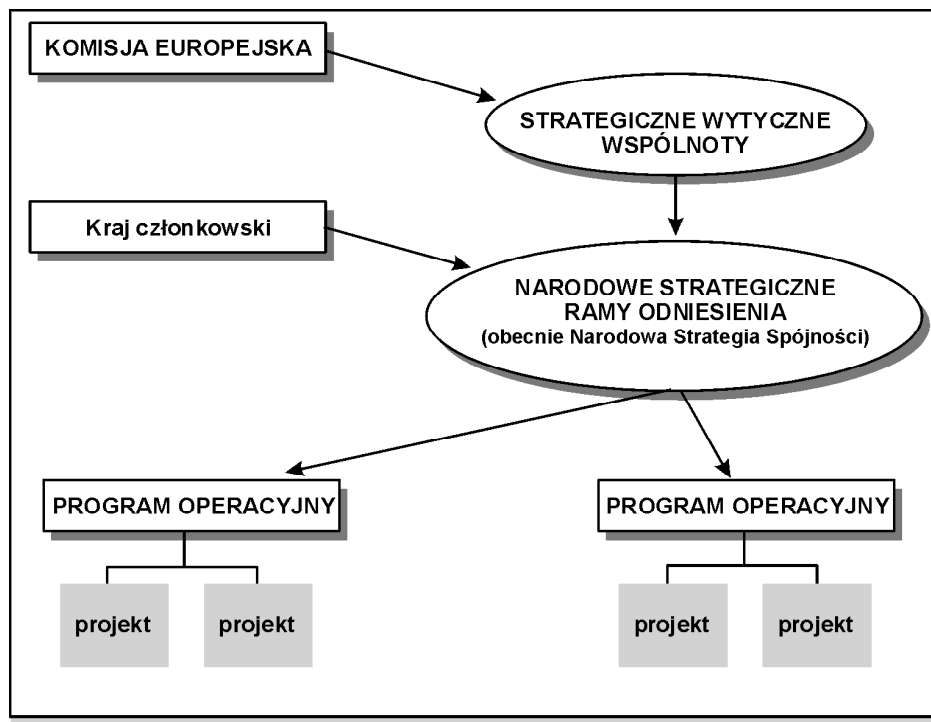 KOMISJA EUROPEJSKA
STRATEGICZNE WYTYCZNE
WSPÓLNOTY
Kraj członkowski
NARODOWE STRATEGICZNE
RAMY ODNIESIENIA
(obecnie Narodowa Strategia Spójności)
PROGRAM OPERACYJNY
PROGRAM OPERACYJNY
projekt
projekt
projekt
projekt